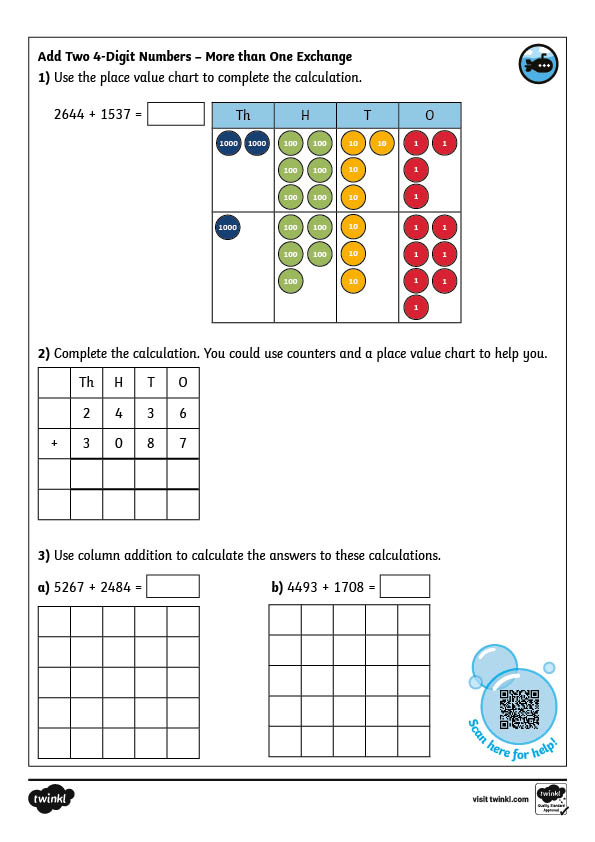 Add Two 4-Digit Numbers – More than One Exchange
1) Use the place value chart to complete the calculation.
2644 + 1537 =
Th H T O
1000 1000 100 100 10 10 1 1
100 100 10 1
100 100 10 1
1000 100 100 10 1 1
100 100 10 1 1
100 10 1 1
1
2) Complete the calculation. You could use counters and a place value chart to help you.
Th H T O
2 4 3 6
+ 3 0 8 7
3) Use column addition to calculate the answers to these calculations.
a) 5267 + 2484 =
b) 4493 + 1708 =
Scan here for help!
twinkl
visit twinkl.com
twinkl
Quality Standard
Approved